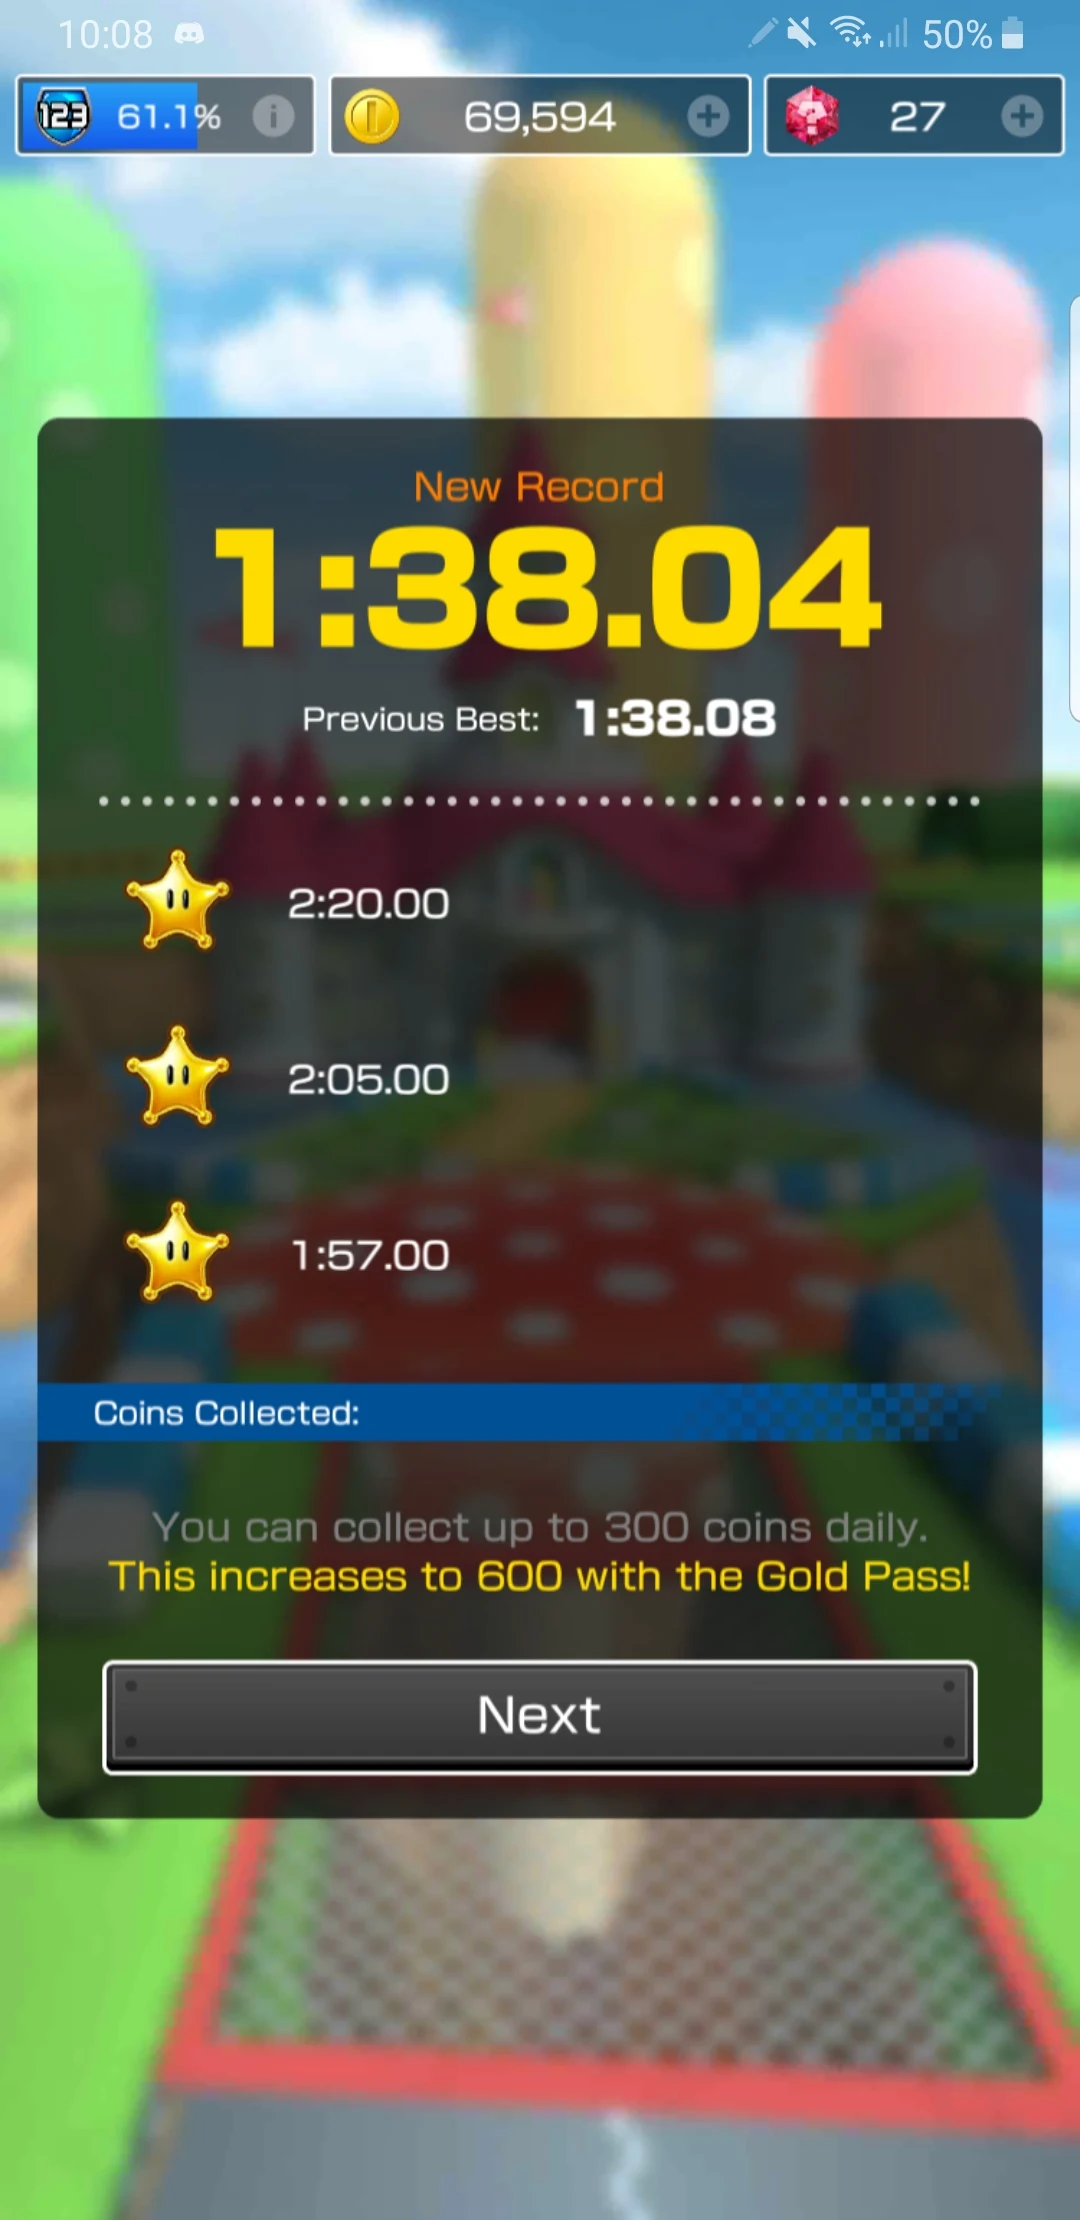 10:08 50%
123 61.1% i 69,594 + ? 27 +
New Record
1:38.04
Previous Best: 1:38.08
2:20.00
2:05.00
1:57.00
Coins Collected:
You can collect up to 300 coins daily.
This increases to 600 with the Gold Pass!
Next